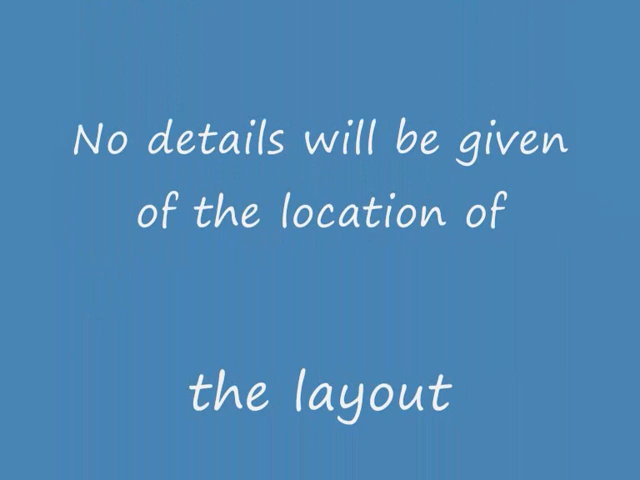 No details will be given
of the location of
the layout